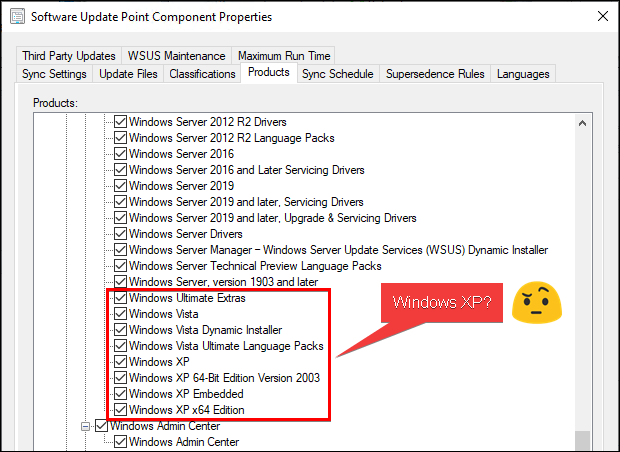 Software Update Point Component Properties
Third Party Updates WSUS Maintenance Maximum Run Time
Sync Settings Update Files Classifications Products Sync Schedule Supersedence Rules Languages
Products:
Windows Server 2012 R2 Drivers
Windows Server 2012 R2 Language Packs
Windows Server 2016
Windows Server 2016 and Later Servicing Drivers
Windows Server 2019
Windows Server 2019 and later, Servicing Drivers
Windows Server 2019 and later, Upgrade & Servicing Drivers
Windows Server Drivers
Windows Server Manager – Windows Server Update Services (WSUS) Dynamic Installer
Windows Server Technical Preview Language Packs
Windows Server, version 1903 and later
Windows Ultimate Extras
Windows Vista
Windows Vista Dynamic Installer
Windows Vista Ultimate Language Packs
Windows XP
Windows XP 64-Bit Edition Version 2003
Windows XP Embedded
Windows XP x64 Edition
Windows Admin Center
Windows Admin Center
Windows XP?